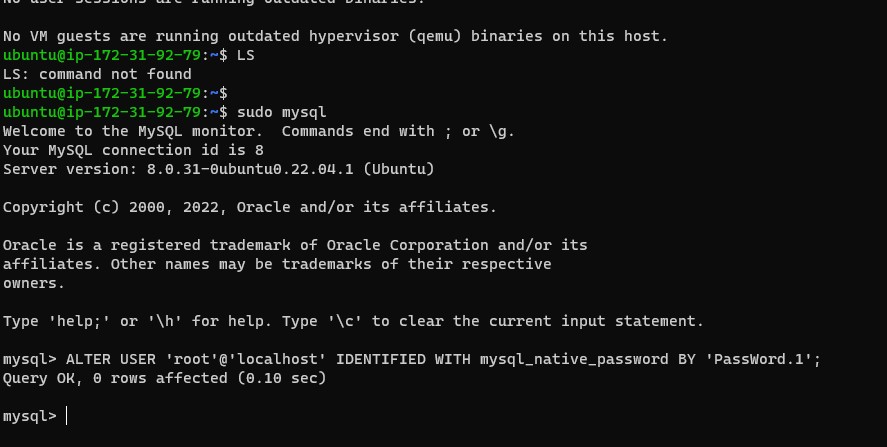 No user sessions are running outdated binaries.
No VM guests are running outdated hypervisor (qemu) binaries on this host.
ubuntu@ip-172-31-92-79:~$ LS
LS: command not found
ubuntu@ip-172-31-92-79:~$
ubuntu@ip-172-31-92-79:~$ sudo mysql
Welcome to the MySQL monitor.  Commands end with ; or \g.
Your MySQL connection id is 8
Server version: 8.0.31-0ubuntu0.22.04.1 (Ubuntu)
Copyright (c) 2000, 2022, Oracle and/or its affiliates.
Oracle is a registered trademark of Oracle Corporation and/or its
affiliates. Other names may be trademarks of their respective
owners.
Type 'help;' or '\h' for help. Type '\c' to clear the current input statement.
mysql> ALTER USER 'root'@'localhost' IDENTIFIED WITH mysql_native_password BY 'PassWord.1';
Query OK, 0 rows affected (0.10 sec)
mysql>